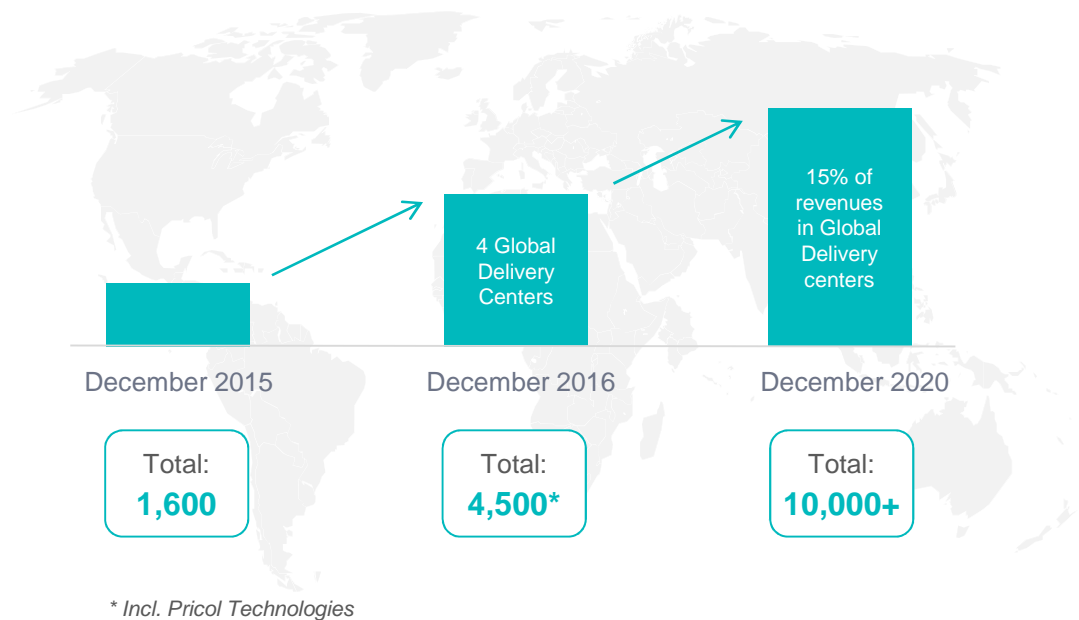 4 Global
Delivery
Centers
15% of
revenues
in Global
Delivery
centers
December 2015
December 2016
December 2020
Total:
1,600
Total:
4,500*
Total:
10,000+
* Incl. Pricol Technologies